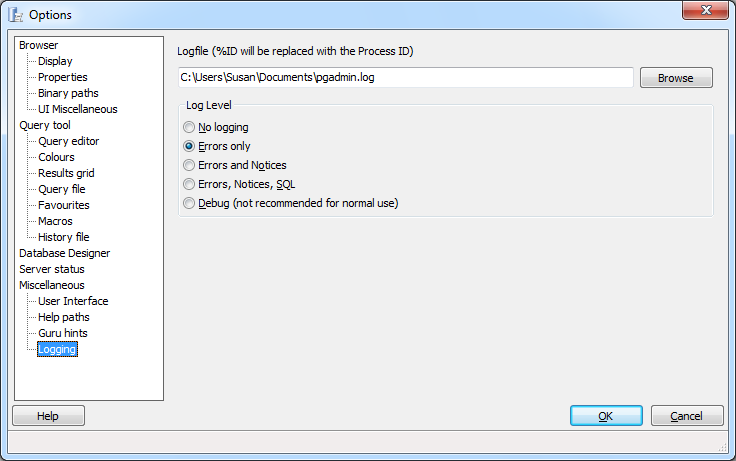 Options
Browser
Display
Properties
Binary paths
UI Miscellaneous
Query tool
Query editor
Colours
Results grid
Query file
Favourites
Macros
History file
Database Designer
Server status
Miscellaneous
User Interface
Help paths
Guru hints
Logging
Logfile (%ID will be replaced with the Process ID)
C:\Users\Susan\Documents\pgadmin.log
Browse
Log Level
No logging
Errors only
Errors and Notices
Errors, Notices, SQL
Debug (not recommended for normal use)
Help
OK
Cancel